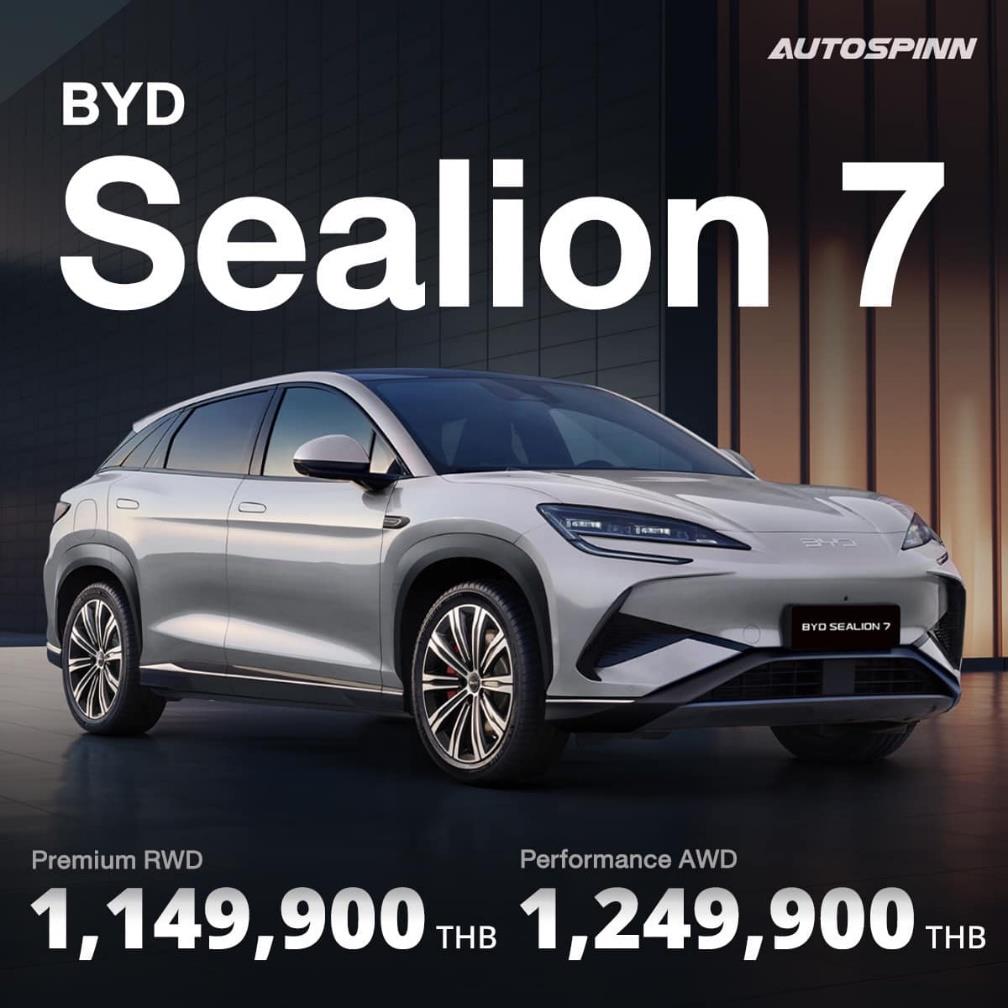 AUTOSPINN
BYD
Sealion 7
BYD
BYD SEALION 7
Premium RWD
1,149,900 THB
Performance AWD
1,249,900 THB